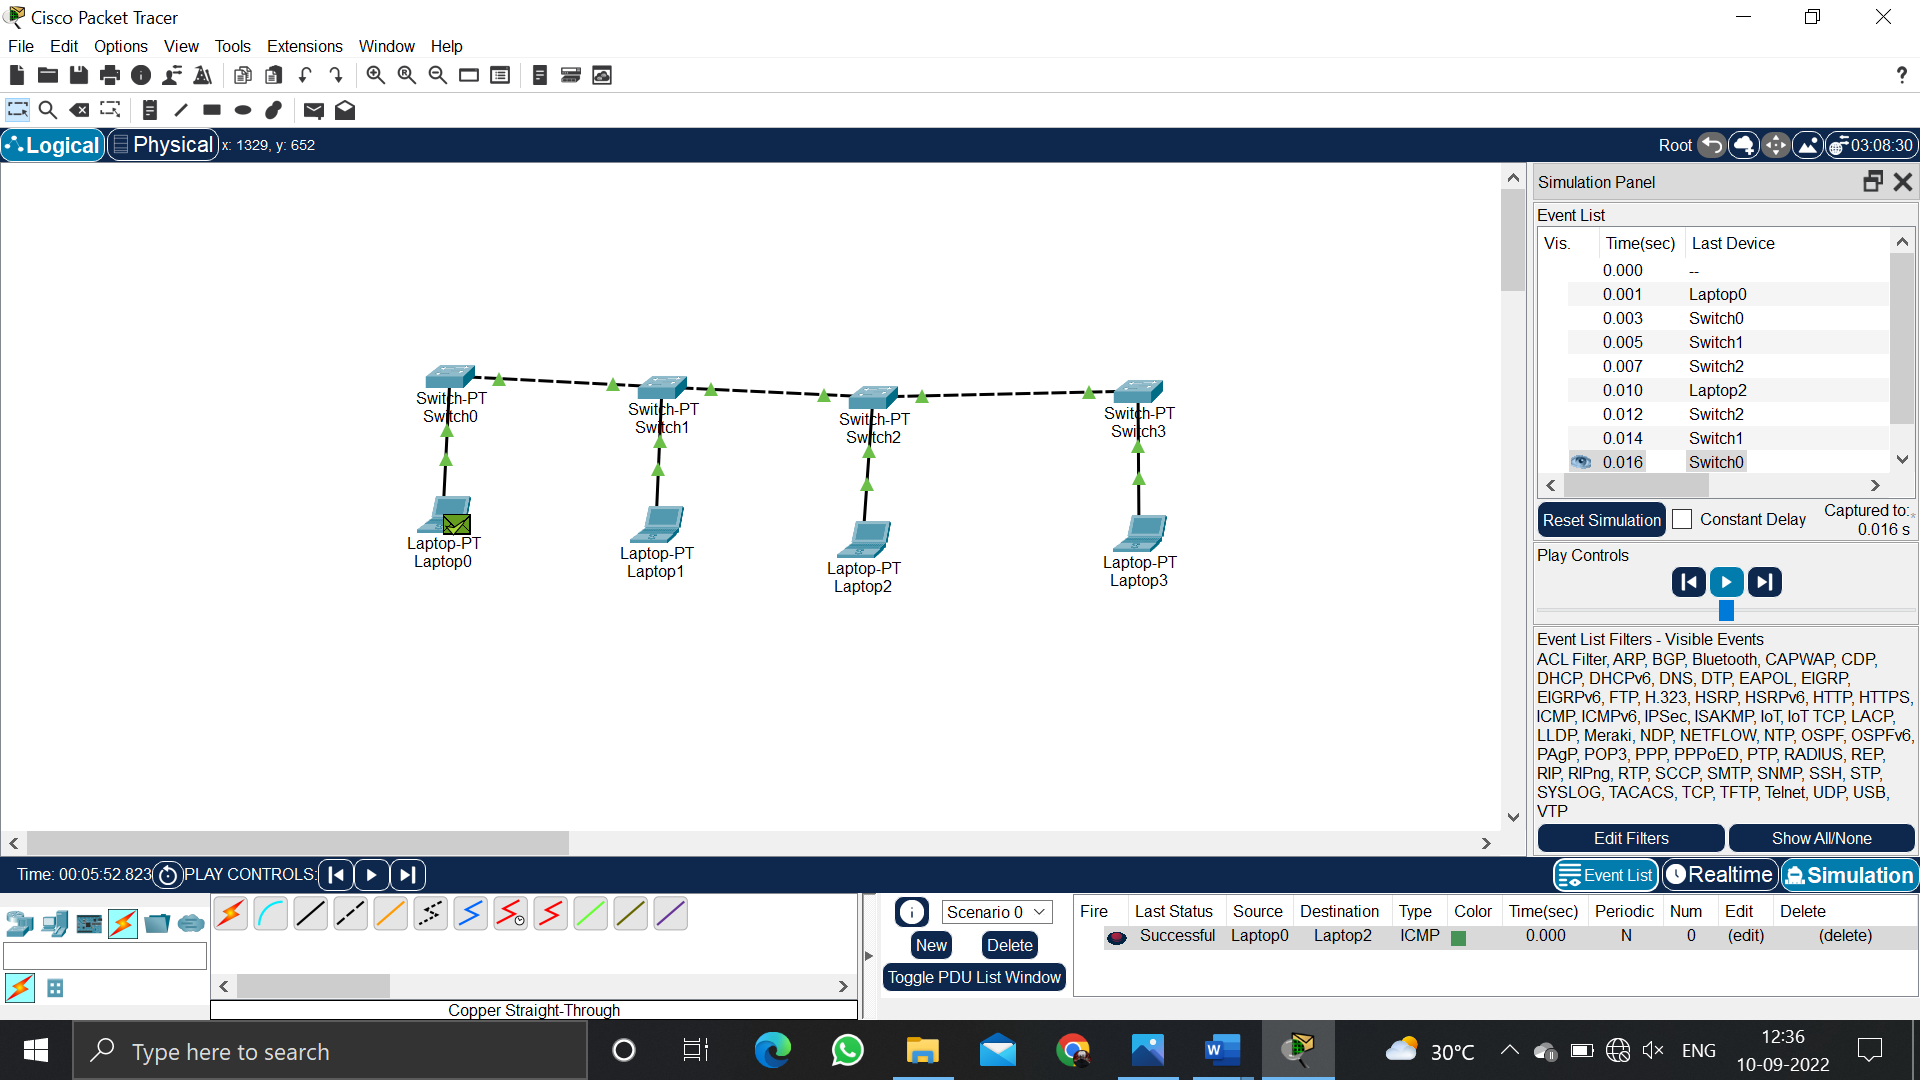 Cisco Packet Tracer
File Edit Options View Tools Extensions Window Help
?
Logical Physical x: 1329, y: 652
Root 03:08:30
Switch-PT
Switch0
Switch-PT
Switch1
Switch-PT
Switch2
Switch-PT
Switch3
Laptop-PT
Laptop0
Laptop-PT
Laptop1
Laptop-PT
Laptop2
Laptop-PT
Laptop3
Simulation Panel
Event List
Vis. Time(sec) Last Device
0.000 --
0.001 Laptop0
0.003 Switch0
0.005 Switch1
0.007 Switch2
0.010 Laptop2
0.012 Switch2
0.014 Switch1
0.016 Switch0
Reset Simulation Constant Delay Captured to:*
0.016 s
Play Controls
Event List Filters - Visible Events
ACL Filter, ARP, BGP, Bluetooth, CAPWAP, CDP,
DHCP, DHCPv6, DNS, DTP, EAPOL, EIGRP,
EIGRPv6, FTP, H.323, HSRP, HSRPv6, HTTP, HTTPS,
ICMP, ICMPv6, IPSec, ISAKMP, IoT, IoT TCP, LACP,
LLDP, Meraki, NDP, NETFLOW, NTP, OSPF, OSPFv6,
PAgP, POP3, PPP, PPPoED, PTP, RADIUS, REP,
RIP, RIPng, RTP, SCCP, SMTP, SNMP, SSH, STP,
SYSLOG, TACACS, TCP, TFTP, Telnet, UDP, USB,
VTP
Edit Filters Show All/None
Time: 00:05:52.823 PLAY CONTROLS:
Event List Realtime Simulation
Copper Straight-Through
Scenario 0
New Delete
Toggle PDU List Window
Fire Last Status Source Destination Type Color Time(sec) Periodic Num Edit Delete
Successful Laptop0 Laptop2 ICMP 0.000 N 0 (edit) (delete)
Type here to search
30°C
ENG
12:36
10-09-2022